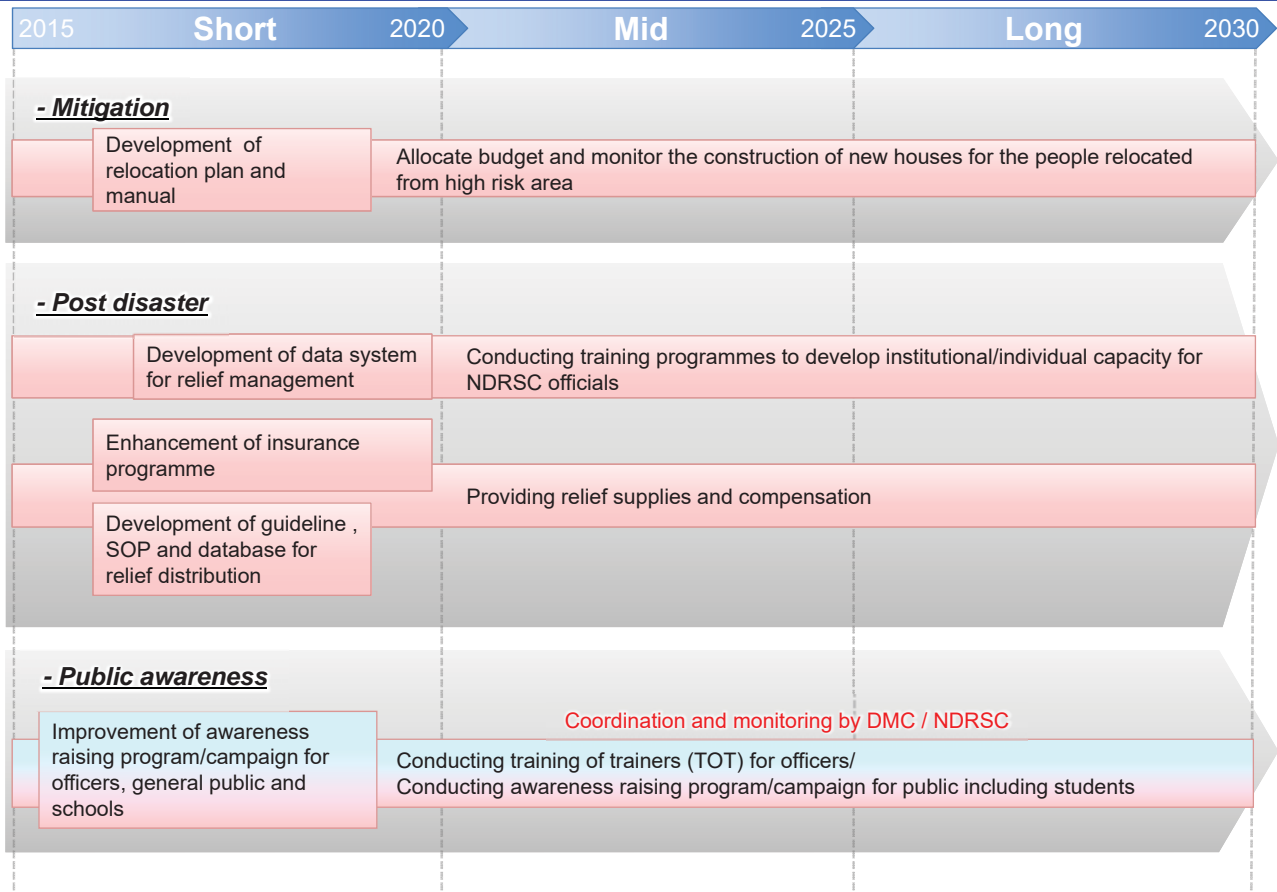 2015 Short 2020 Mid 2025 Long 2030
- Mitigation
Development of
relocation plan and
manual
Allocate budget and monitor the construction of new houses for the people relocated
from high risk area
- Post disaster
Development of data system
for relief management
Conducting training programmes to develop institutional/individual capacity for
NDRSC officials
Enhancement of insurance
programme
Providing relief supplies and compensation
Development of guideline ,
SOP and database for
relief distribution
- Public awareness
Improvement of awareness
raising program/campaign for
officers, general public and
schools
Coordination and monitoring by DMC / NDRSC
Conducting training of trainers (TOT) for officers/
Conducting awareness raising program/campaign for public including students